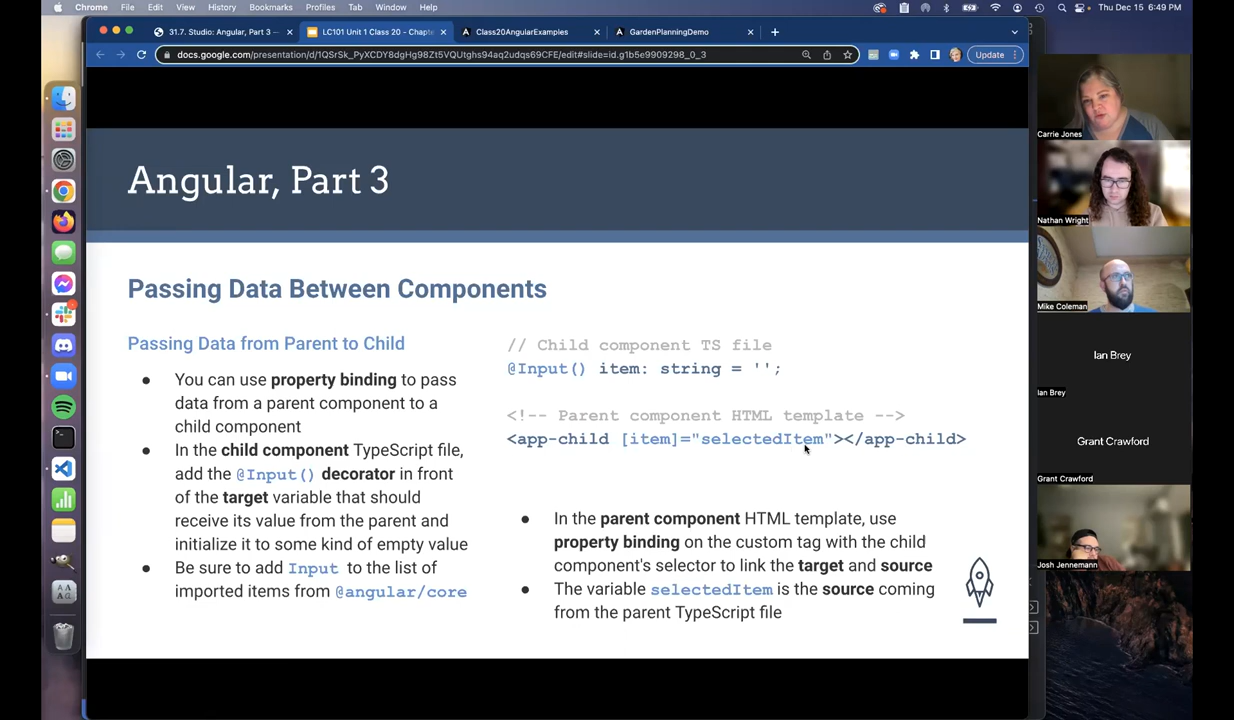 Chrome File Edit View History Bookmarks Profiles Tab Window Help
Thu Dec 15 6:49 PM
31.7. Studio: Angular, Part 3
LC101 Unit 1 Class 20 - Chapte
Class20AngularExamples
GardenPlanningDemo
docs.google.com/presentation/d/1QSrSk_PyXCDY8dgHg98Zt5VQUtghs94aq2udqs69CFE/edit#slide=id.g1b5e9909298_0_3
Update
Angular, Part 3
Passing Data Between Components
Passing Data from Parent to Child
● You can use property binding to pass
data from a parent component to a
child component
● In the child component TypeScript file,
add the @Input() decorator in front
of the target variable that should
receive its value from the parent and
initialize it to some kind of empty value
● Be sure to add Input to the list of
imported items from @angular/core
// Child component TS file
@Input() item: string = '';
<!-- Parent component HTML template -->
<app-child [item]="selectedItem"></app-child>
● In the parent component HTML template, use
property binding on the custom tag with the child
component's selector to link the target and source
● The variable selectedItem is the source coming
from the parent TypeScript file
Carrie Jones
Nathan Wright
Mike Coleman
Ian Brey
Ian Brey
Grant Crawford
Grant Crawford
Josh Jennemann